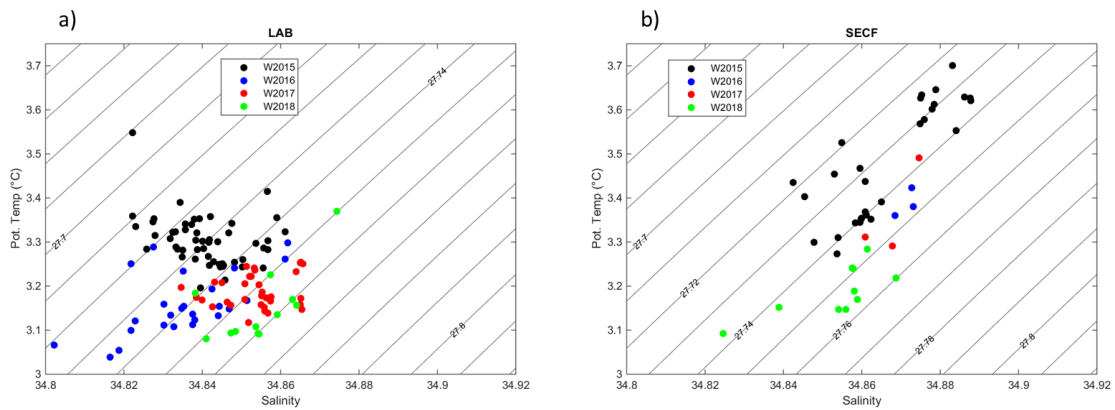 a)
LAB
W2015
W2016
W2017
W2018
27.74
27.7
27.8
3.7
3.6
3.5
3.4
3.3
3.2
3.1
3
Pot. Temp (°C)
34.8
34.82
34.84
34.86
34.88
34.9
34.92
Salinity
b)
SECF
W2015
W2016
W2017
W2018
27.7
27.72
27.74
27.76
27.78
27.8
3.7
3.6
3.5
3.4
3.3
3.2
3.1
3
Pot. Temp (°C)
34.8
34.82
34.84
34.86
34.88
34.9
34.92
Salinity